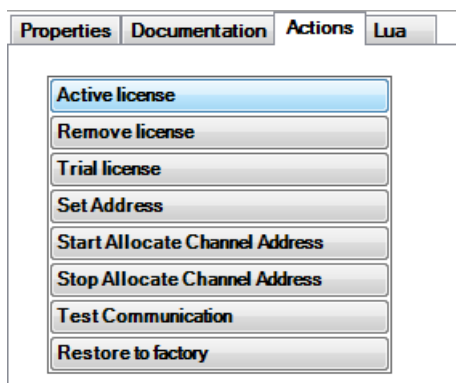 Properties Documentation Actions Lua
Active license
Remove license
Trial license
Set Address
Start Allocate Channel Address
Stop Allocate Channel Address
Test Communication
Restore to factory